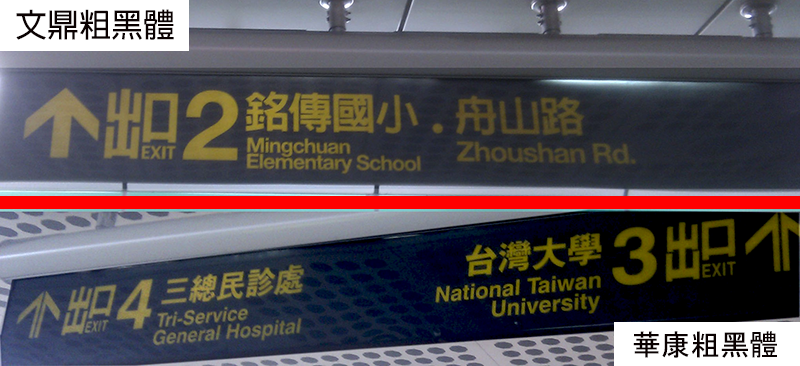 文鼎粗黑體
出口 EXIT 2 銘傳國小 . 舟山路
Mingchuan Elementary School Zhoushan Rd.
台灣大學 3 出口 EXIT
National Taiwan
University
出口 EXIT 4 三總民診處
Tri-Service
General Hospital
華康粗黑體